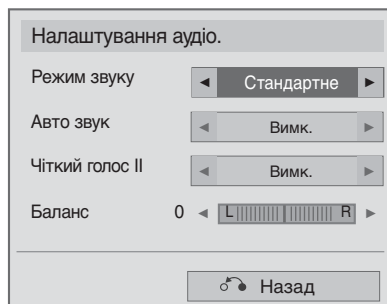 Налаштування аудіо.
Режим звуку ◄ Стандартне ►
Авто звук ◄ Вимк. ►
Чіткий голос II ◄ Вимк. ►
Баланс 0 ◄ L R ►
Назад